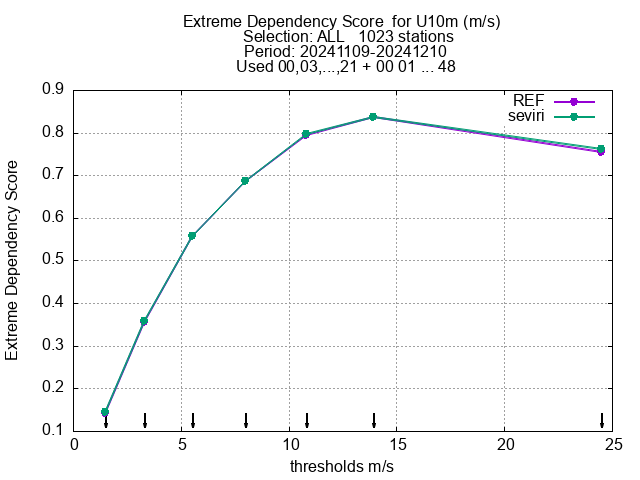 Extreme Dependency Score  for U10m (m/s)
Selection: ALL   1023 stations
Period: 20241109-20241210
Used 00,03,...,21 + 00 01 ... 48
REF
seviri
0.9
0.8
0.7
0.6
0.5
0.4
0.3
0.2
0.1
Extreme Dependency Score
0 5 10 15 20 25
thresholds m/s